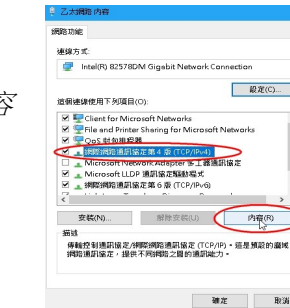 乙太網路 內容
網路功能
連線方式:
Intel(R) 82578DM Gigabit Network Connection
設定(C)...
這個連線使用下列項目(O):
Client for Microsoft Networks
File and Printer Sharing for Microsoft Networks
QoS 封包排程器
網際網路通訊協定第 4 版 (TCP/IPv4)
Microsoft Network Adapter 多工器通訊協定
Microsoft LLDP 通訊協定驅動程式
網際網路通訊協定第 6 版 (TCP/IPv6)
安裝(N)...
解除安裝(U)
內容(R)
描述
傳輸控制通訊協定/網際網路通訊協定 (TCP/IP)。這是預設的廣域
網路通訊協定，提供不同網路之間的通訊能力。
確定
取消
容